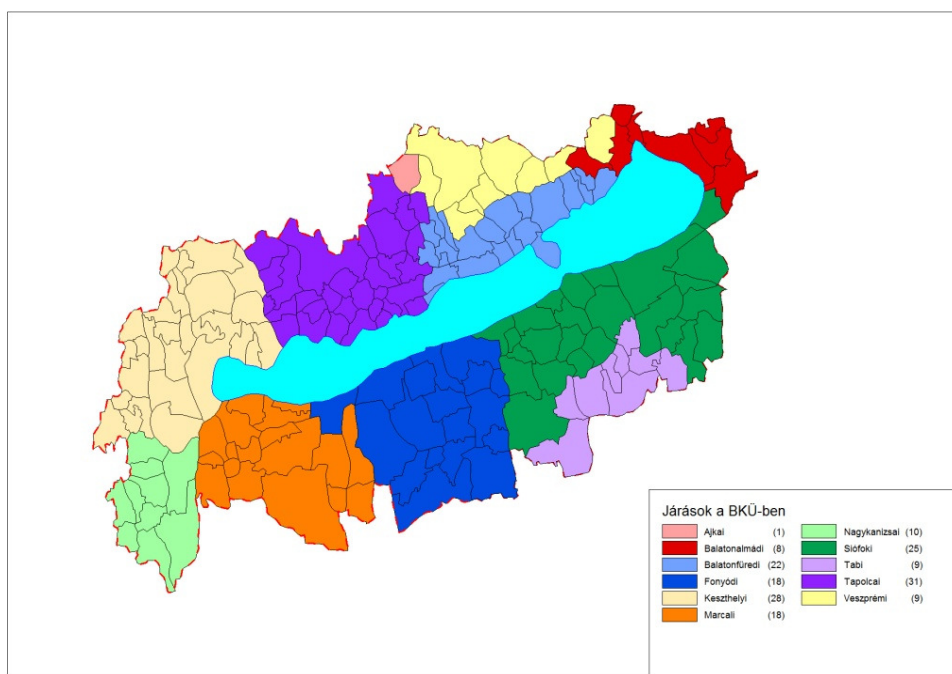 Járások a BKÜ-ben
Ajkai (1)
Balatonalmádi (8)
Balatonfüredi (22)
Fonyódi (18)
Keszthelyi (28)
Marcali (18)
Nagykanizsai (10)
Siófoki (25)
Tabi (9)
Tapolcai (31)
Veszprémi (9)